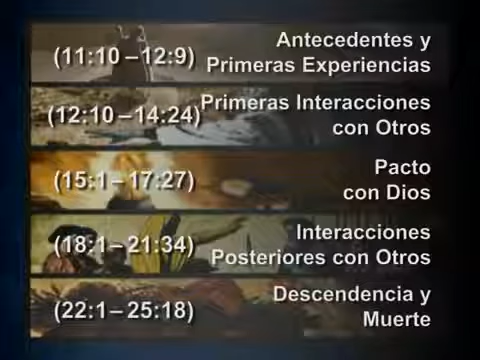 (11:10 – 12:9)
Antecedentes y
Primeras Experiencias
(12:10 – 14:24)
Primeras Interacciones
con Otros
(15:1 – 17:27)
Pacto
con Dios
(18:1 – 21:34)
Interacciones
Posteriores con Otros
(22:1 – 25:18)
Descendencia y
Muerte